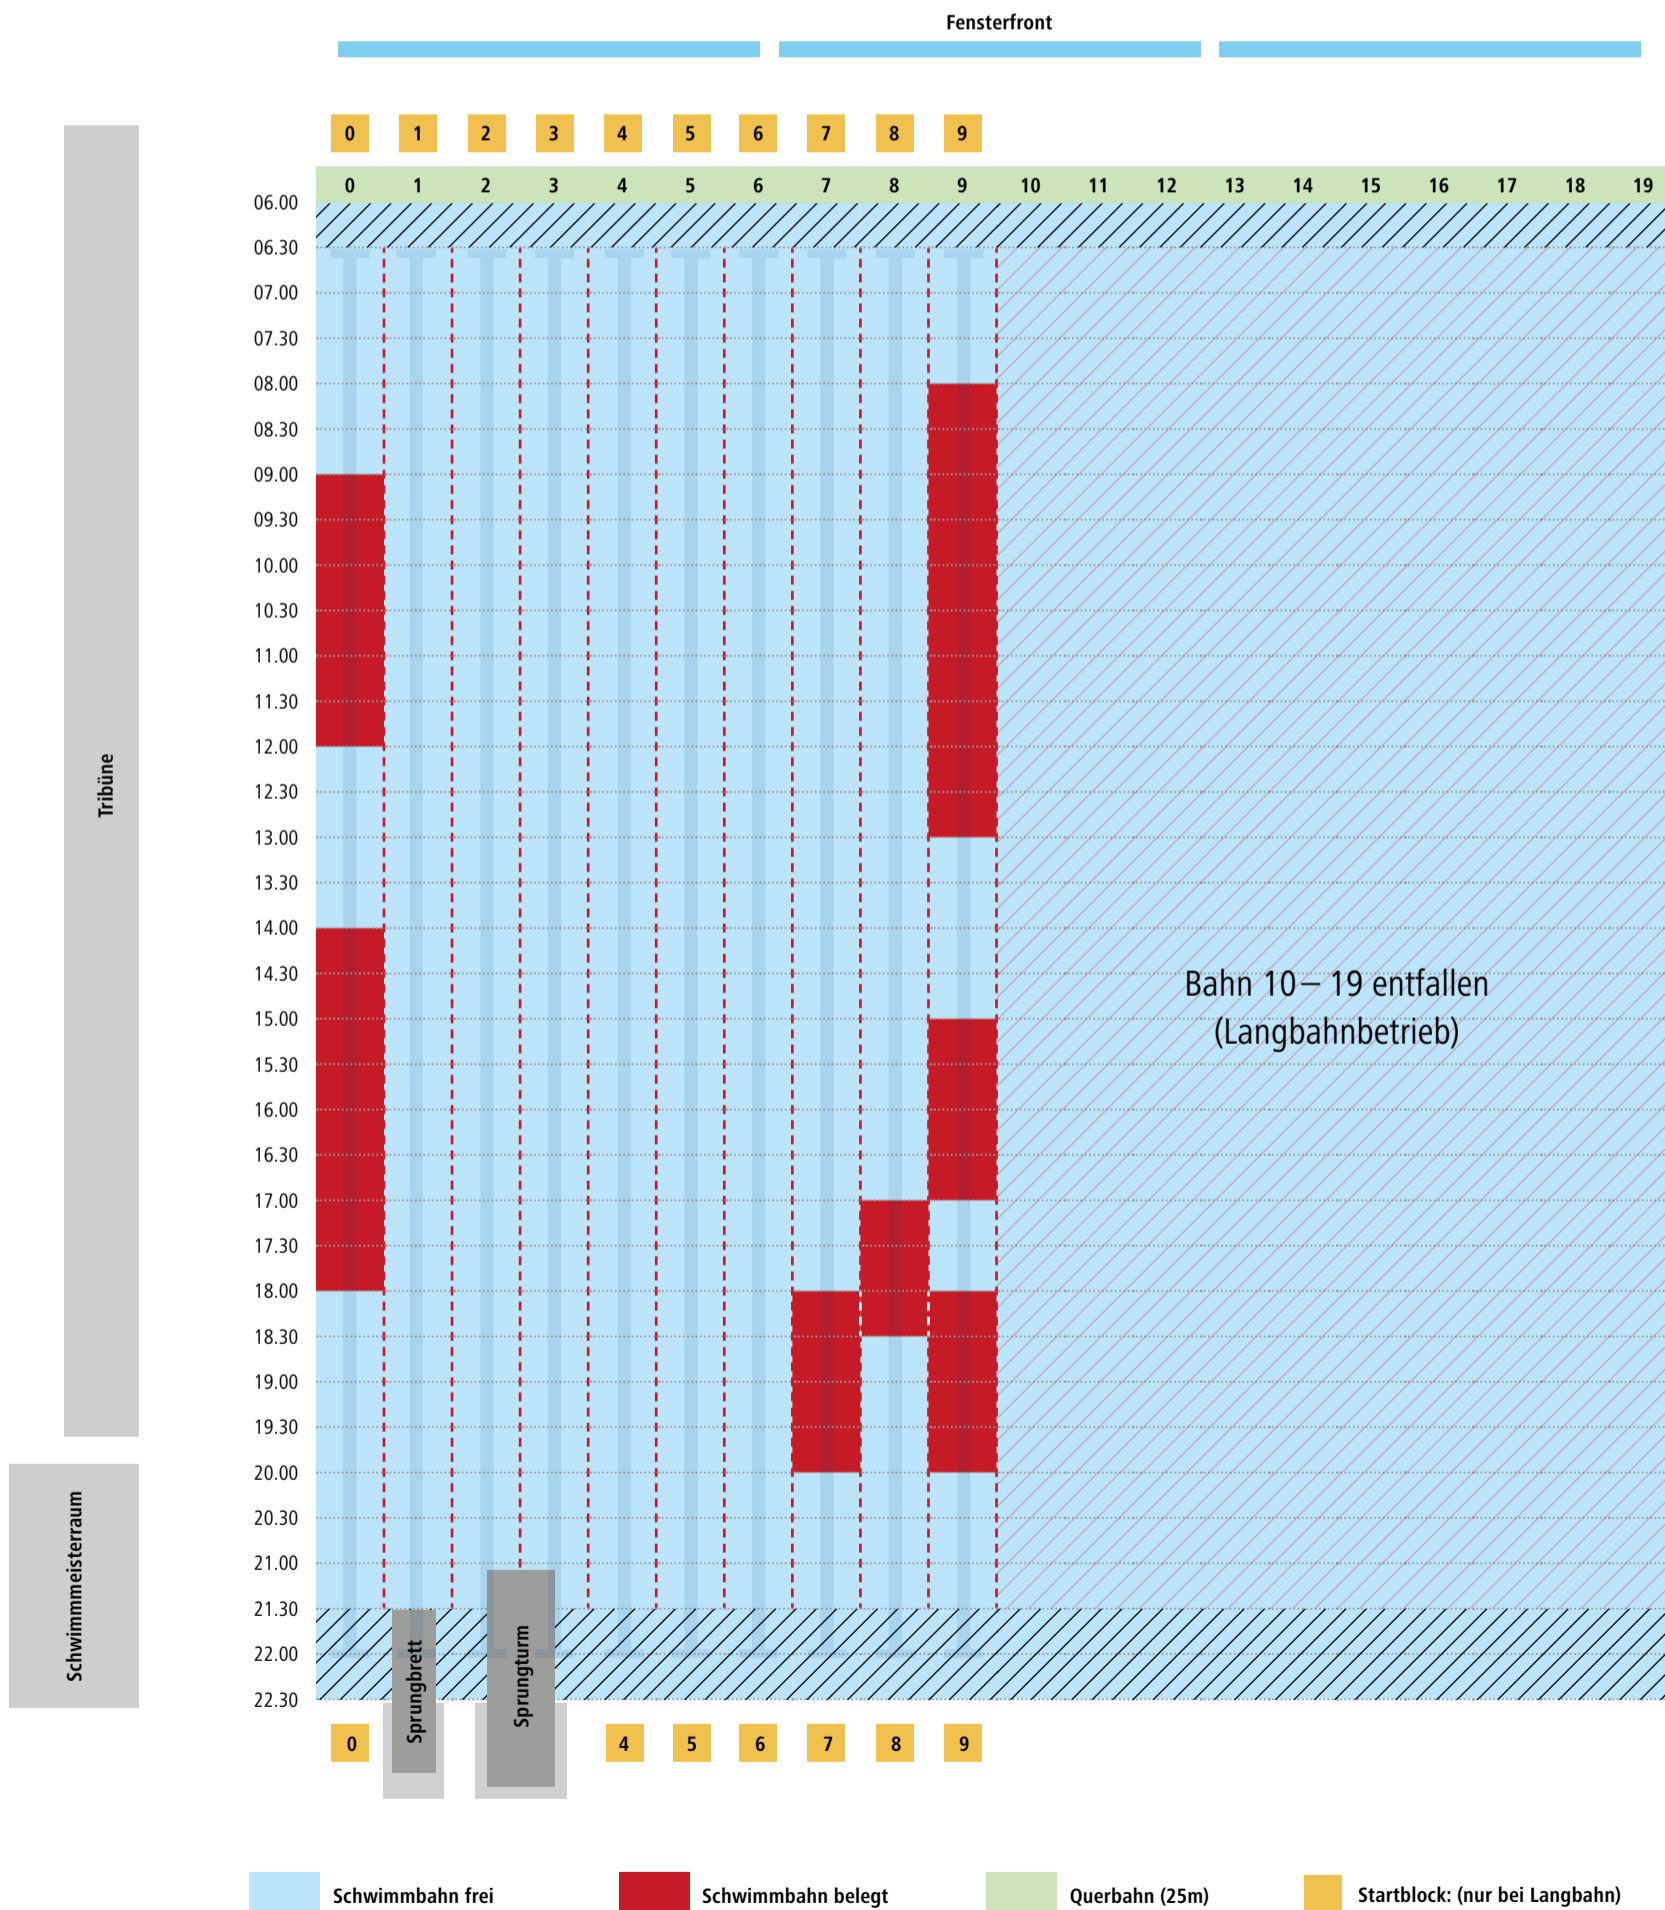 Fensterfront
0 1 2 3 4 5 6 7 8 9
0 1 2 3 4 5 6 7 8 9 10 11 12 13 14 15 16 17 18 19
06.00
06.30
07.00
07.30
08.00
08.30
09.00
09.30
10.00
10.30
11.00
11.30
12.00
12.30
13.00
13.30
14.00
14.30
15.00
15.30
16.00
16.30
17.00
17.30
18.00
18.30
19.00
19.30
20.00
20.30
21.00
21.30
22.00
22.30
Tribüne
Schwimmmeisterraum
Bahn 10 – 19 entfallen
(Langbahnbetrieb)
Sprungbrett
Sprungturm
0 4 5 6 7 8 9
Schwimmbahn frei
Schwimmbahn belegt
Querbahn (25m)
Startblock: (nur bei Langbahn)